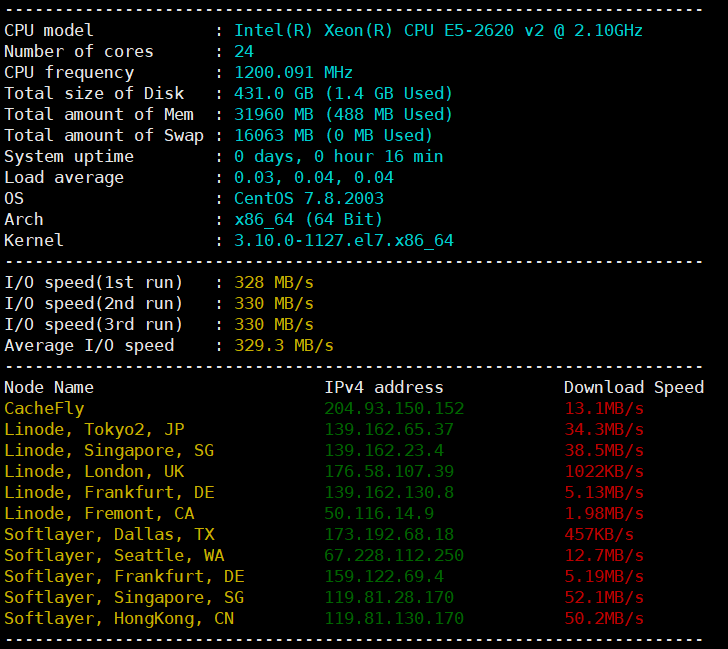 ----------------------------------------------------------------------
CPU model            : Intel(R) Xeon(R) CPU E5-2620 v2 @ 2.10GHz
Number of cores      : 24
CPU frequency        : 1200.091 MHz
Total size of Disk   : 431.0 GB (1.4 GB Used)
Total amount of Mem  : 31960 MB (488 MB Used)
Total amount of Swap : 16063 MB (0 MB Used)
System uptime        : 0 days, 0 hour 16 min
Load average         : 0.03, 0.04, 0.04
OS                   : CentOS 7.8.2003
Arch                 : x86_64 (64 Bit)
Kernel               : 3.10.0-1127.el7.x86_64
----------------------------------------------------------------------
I/O speed(1st run)   : 328 MB/s
I/O speed(2nd run)   : 330 MB/s
I/O speed(3rd run)   : 330 MB/s
Average I/O speed    : 329.3 MB/s
----------------------------------------------------------------------
Node Name                       IPv4 address            Download Speed
CacheFly                        204.93.150.152          13.1MB/s
Linode, Tokyo2, JP              139.162.65.37           34.3MB/s
Linode, Singapore, SG           139.162.23.4            38.5MB/s
Linode, London, UK              176.58.107.39           1022KB/s
Linode, Frankfurt, DE           139.162.130.8           5.13MB/s
Linode, Fremont, CA             50.116.14.9             1.98MB/s
Softlayer, Dallas, TX           173.192.68.18           457KB/s
Softlayer, Seattle, WA          67.228.112.250          12.7MB/s
Softlayer, Frankfurt, DE        159.122.69.4            5.19MB/s
Softlayer, Singapore, SG        119.81.28.170           52.1MB/s
Softlayer, HongKong, CN         119.81.130.170          50.2MB/s
----------------------------------------------------------------------